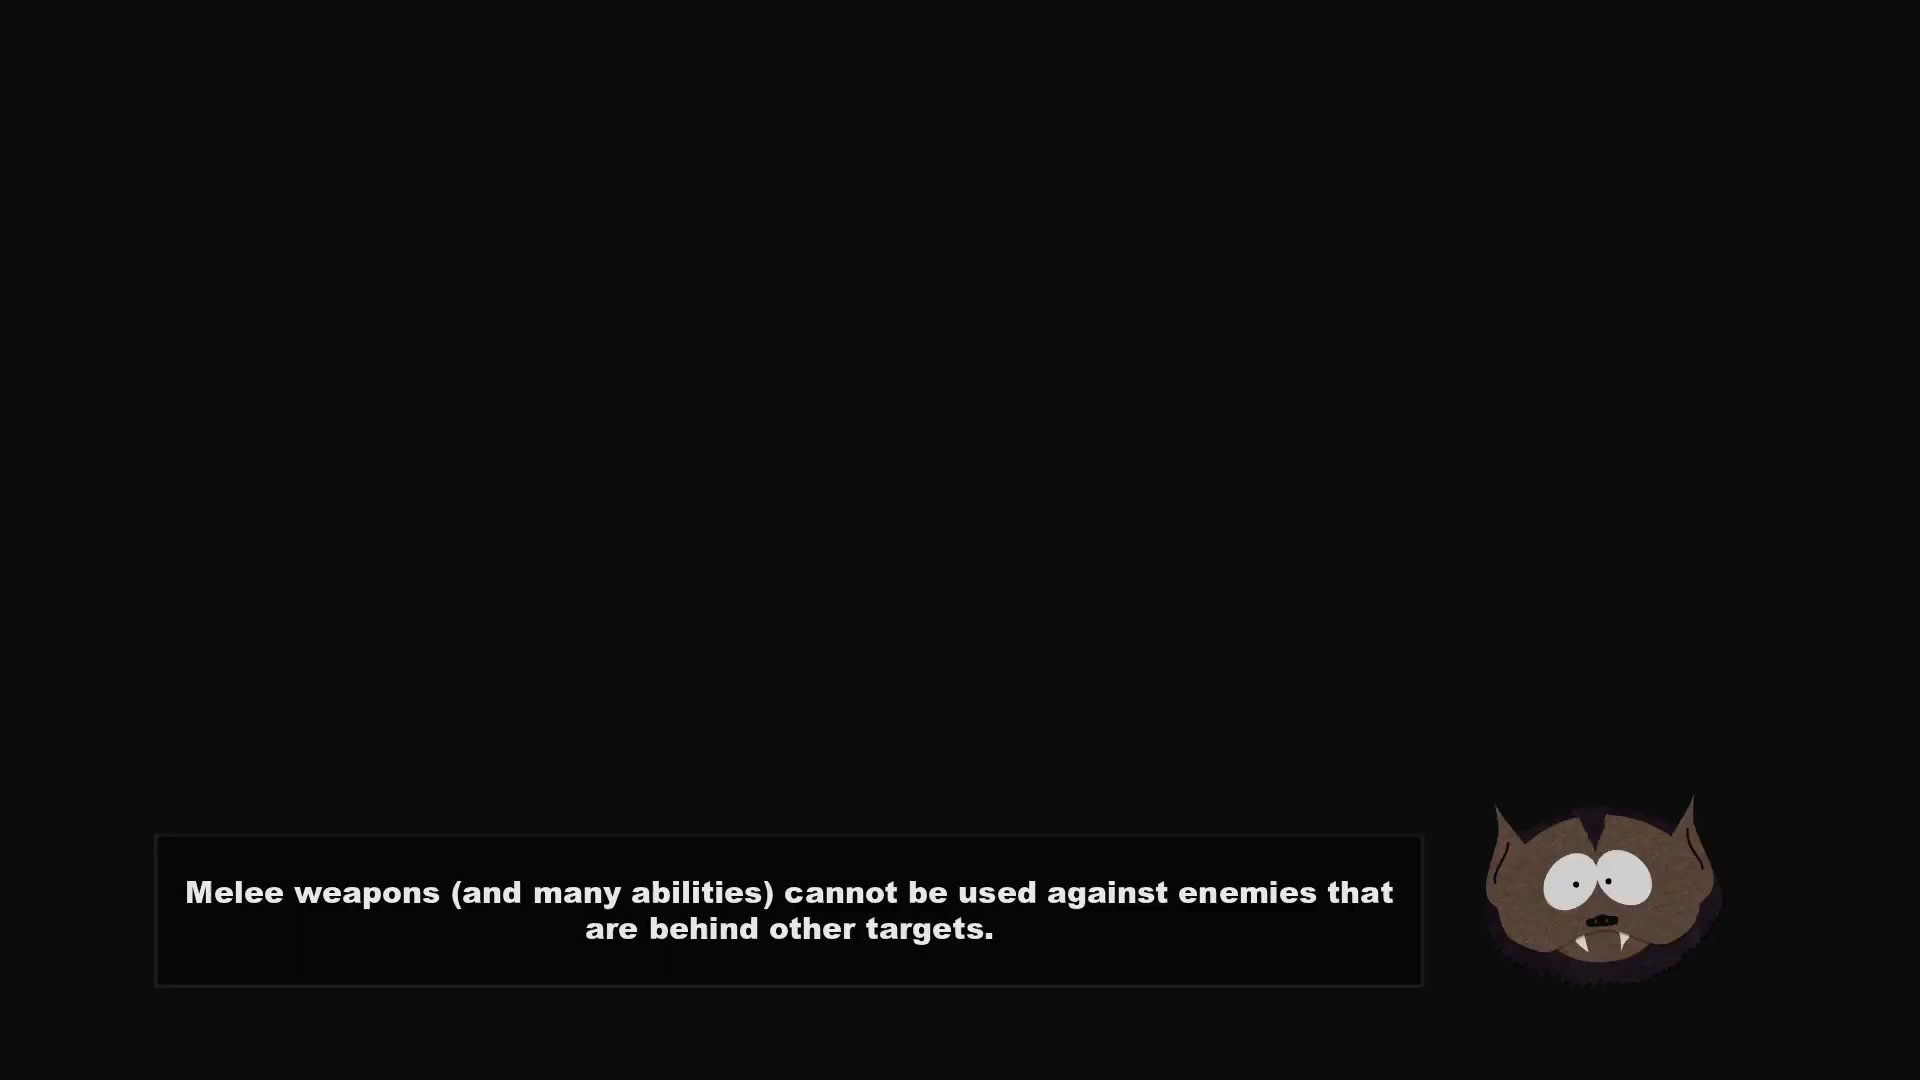 Melee weapons (and many abilities) cannot be used against enemies that
are behind other targets.